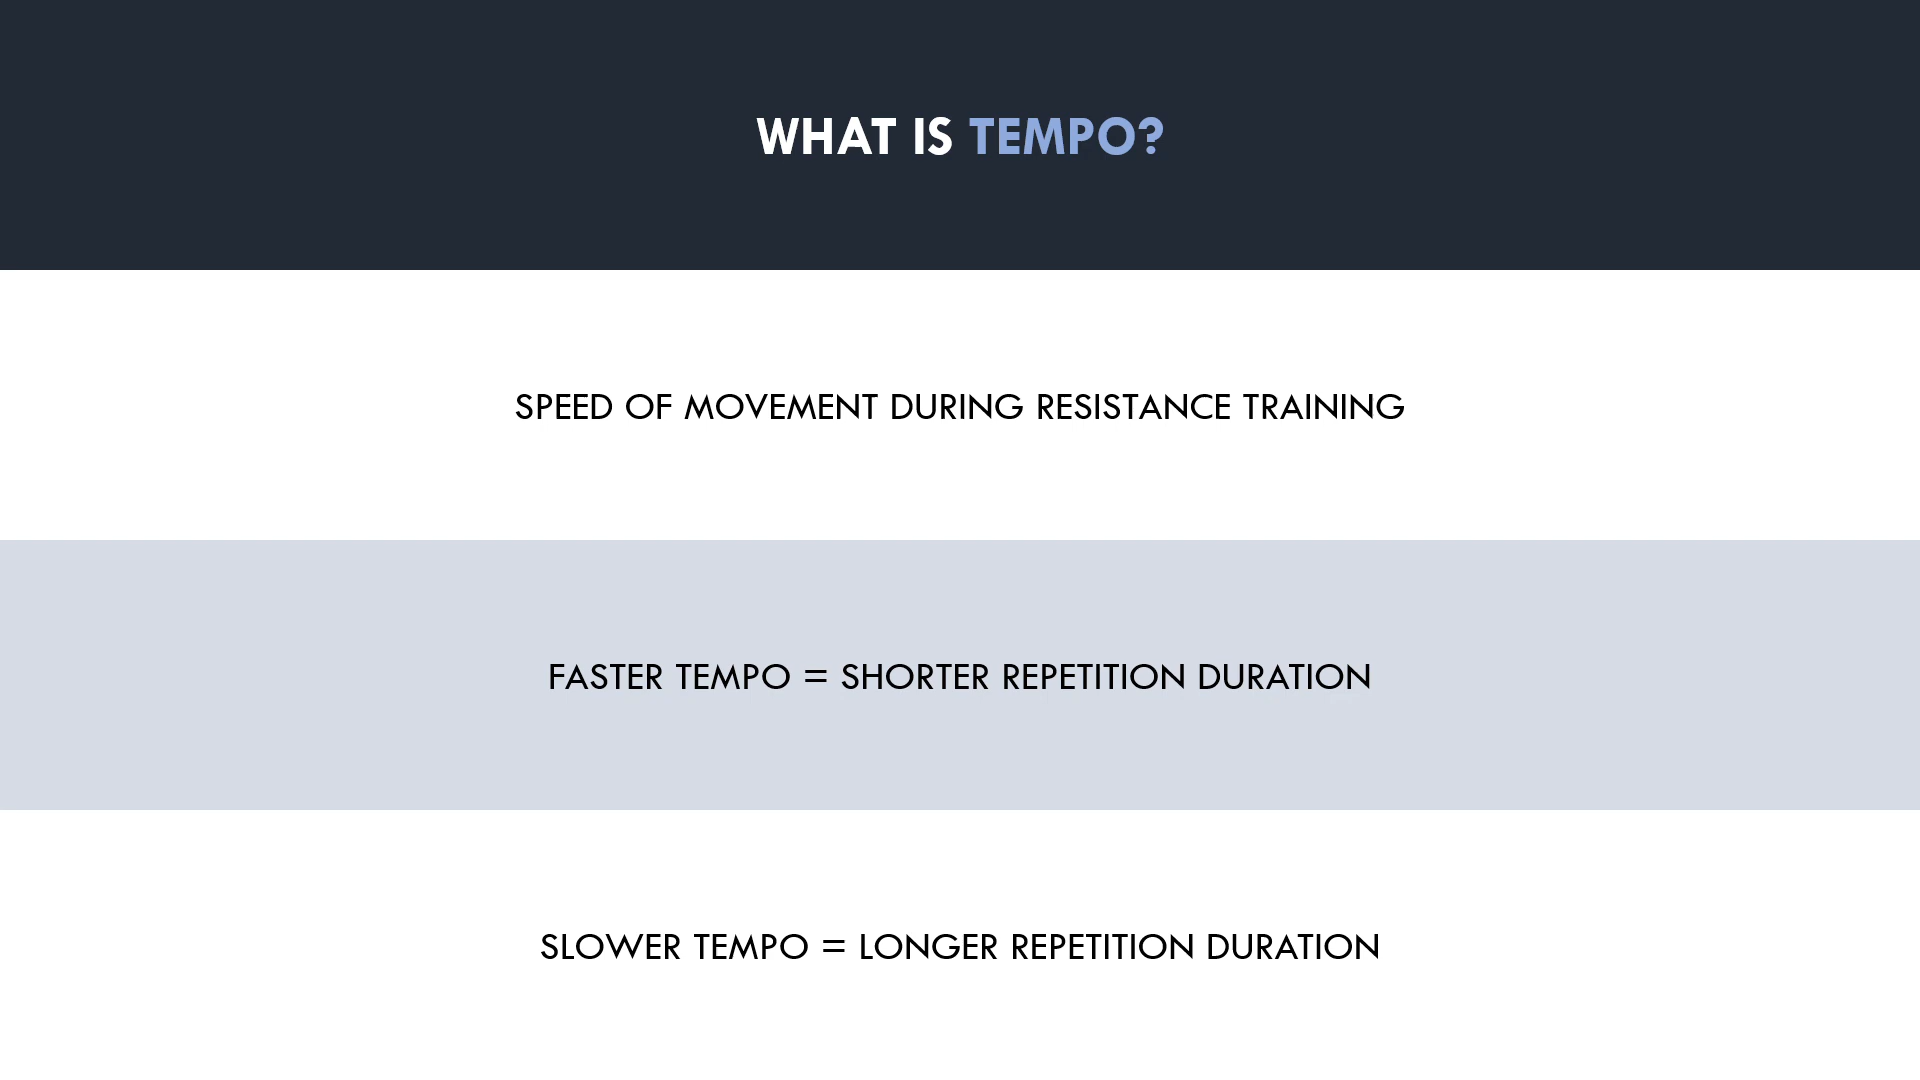 WHAT IS TEMPO?
SPEED OF MOVEMENT DURING RESISTANCE TRAINING
FASTER TEMPO = SHORTER REPETITION DURATION
SLOWER TEMPO = LONGER REPETITION DURATION